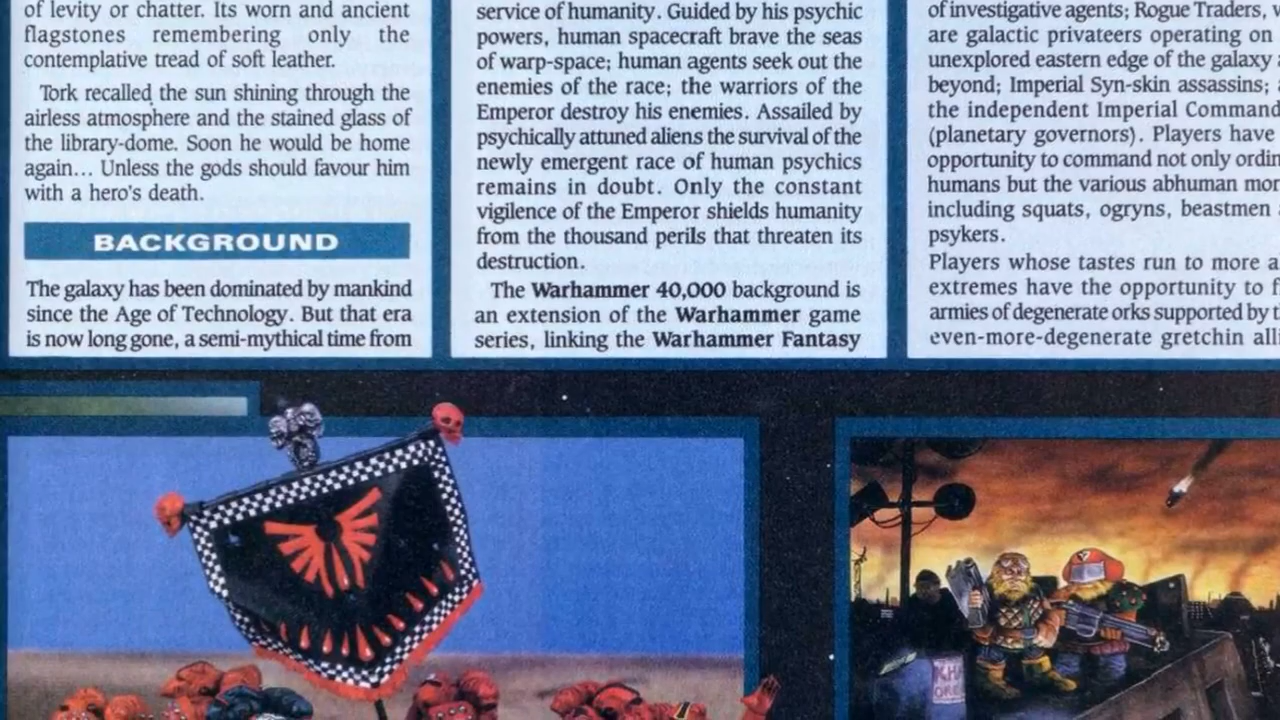 of levity or chatter. Its worn and ancient
flagstones remembering only the
contemplative tread of soft leather.
Tork recalled the sun shining through the
airless atmosphere and the stained glass of
the library-dome. Soon he would be home
again... Unless the gods should favour him
with a hero's death.
BACKGROUND
The galaxy has been dominated by mankind
since the Age of Technology. But that era
is now long gone, a semi-mythical time from
service of humanity. Guided by his psychic
powers, human spacecraft brave the seas
of warp-space; human agents seek out the
enemies of the race; the warriors of the
Emperor destroy his enemies. Assailed by
psychically attuned aliens the survival of the
newly emergent race of human psychics
remains in doubt. Only the constant
vigilence of the Emperor shields humanity
from the thousand perils that threaten its
destruction.
The Warhammer 40,000 background is
an extension of the Warhammer game
series, linking the Warhammer Fantasy
of investigative agents; Rogue Traders,
are galactic privateers operating on
unexplored eastern edge of the galaxy
beyond; Imperial Syn-skin assassins;
the independent Imperial Command
(planetary governors). Players have
opportunity to command not only ordin
humans but the various abhuman
including squats, ogryns, beastmen
psykers.
Players whose tastes run to more
extremes have the opportunity to
armies of degenerate orks supported by
even-more-degenerate gretchin